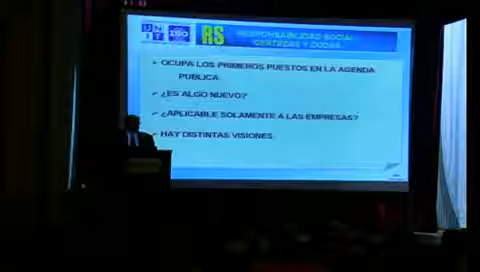 UNIT
ISO
RS
RESPONSABILIDAD SOCIAL
CERTEZAS Y DUDAS
OCUPA LOS PRIMEROS PUESTOS EN LA AGENDA
PUBLICA
¿ES ALGO NUEVO?
¿APLICABLE SOLAMENTE A LAS EMPRESAS?
HAY DISTINTAS VISIONES.